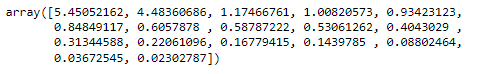 array([5.45052162, 4.48360686, 1.17466761, 1.00820573, 0.93423123,
0.84849117, 0.6057878 , 0.58787222, 0.53061262, 0.4043029 ,
0.31344588, 0.22061096, 0.16779415, 0.1439785 , 0.08802464,
0.03672545, 0.02302787])